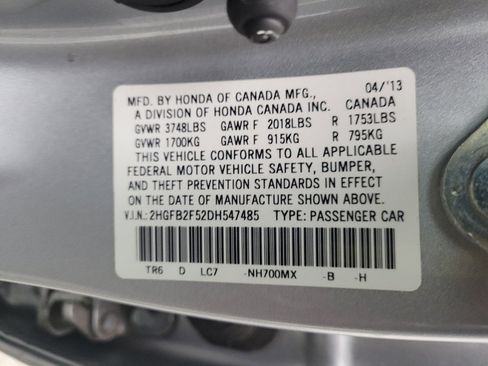 MFD. BY HONDA OF CANADA MFG., 04/'13
A DIVISION OF HONDA CANADA INC. CANADA
GVWR 3748LBS GAWR F 2018LBS R 1753LBS
GVWR 1700KG GAWR F 915KG R 795KG
THIS VEHICLE CONFORMS TO ALL APPLICABLE
FEDERAL MOTOR VEHICLE SAFETY, BUMPER,
AND THEFT PREVENTION STANDARDS IN EFFECT
ON THE DATE OF MANUFACTURE SHOWN ABOVE.
V.I.N.: 2HGFB2F52DH547485 TYPE: PASSENGER CAR
TR6 D LC7 -NH700MX -B -H